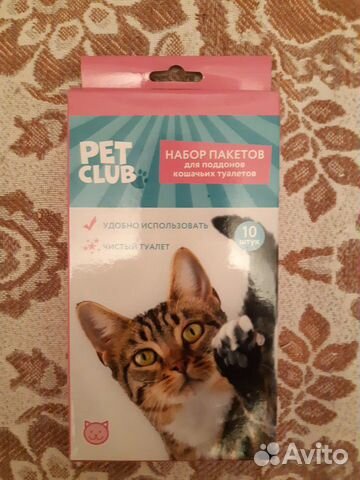 PET
CLUB
НАБОР ПАКЕТОВ
для поддонов
кошачьих туалетов
УДОБНО ИСПОЛЬЗОВАТЬ
ЧИСТЫЙ ТУАЛЕТ
10
штук
Avito